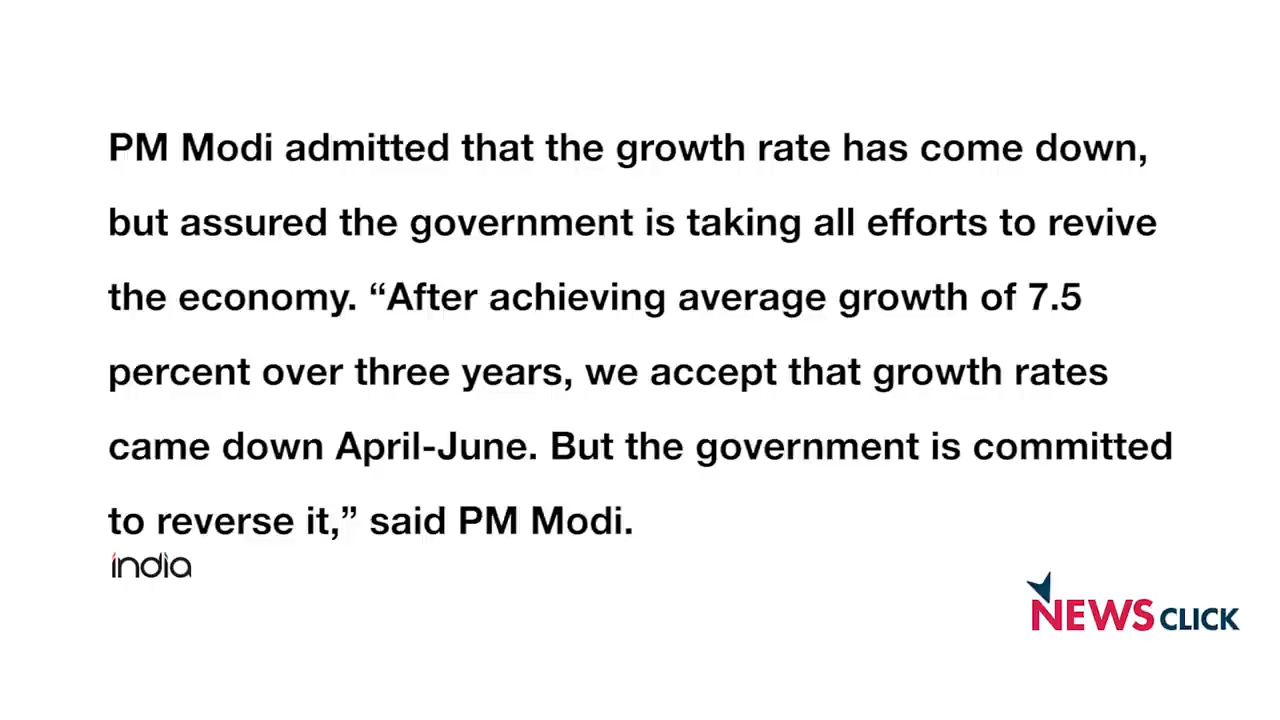 PM Modi admitted that the growth rate has come down,
but assured the government is taking all efforts to revive
the economy. “After achieving average growth of 7.5
percent over three years, we accept that growth rates
came down April-June. But the government is committed
to reverse it,” said PM Modi.
india
NEWSCLICK